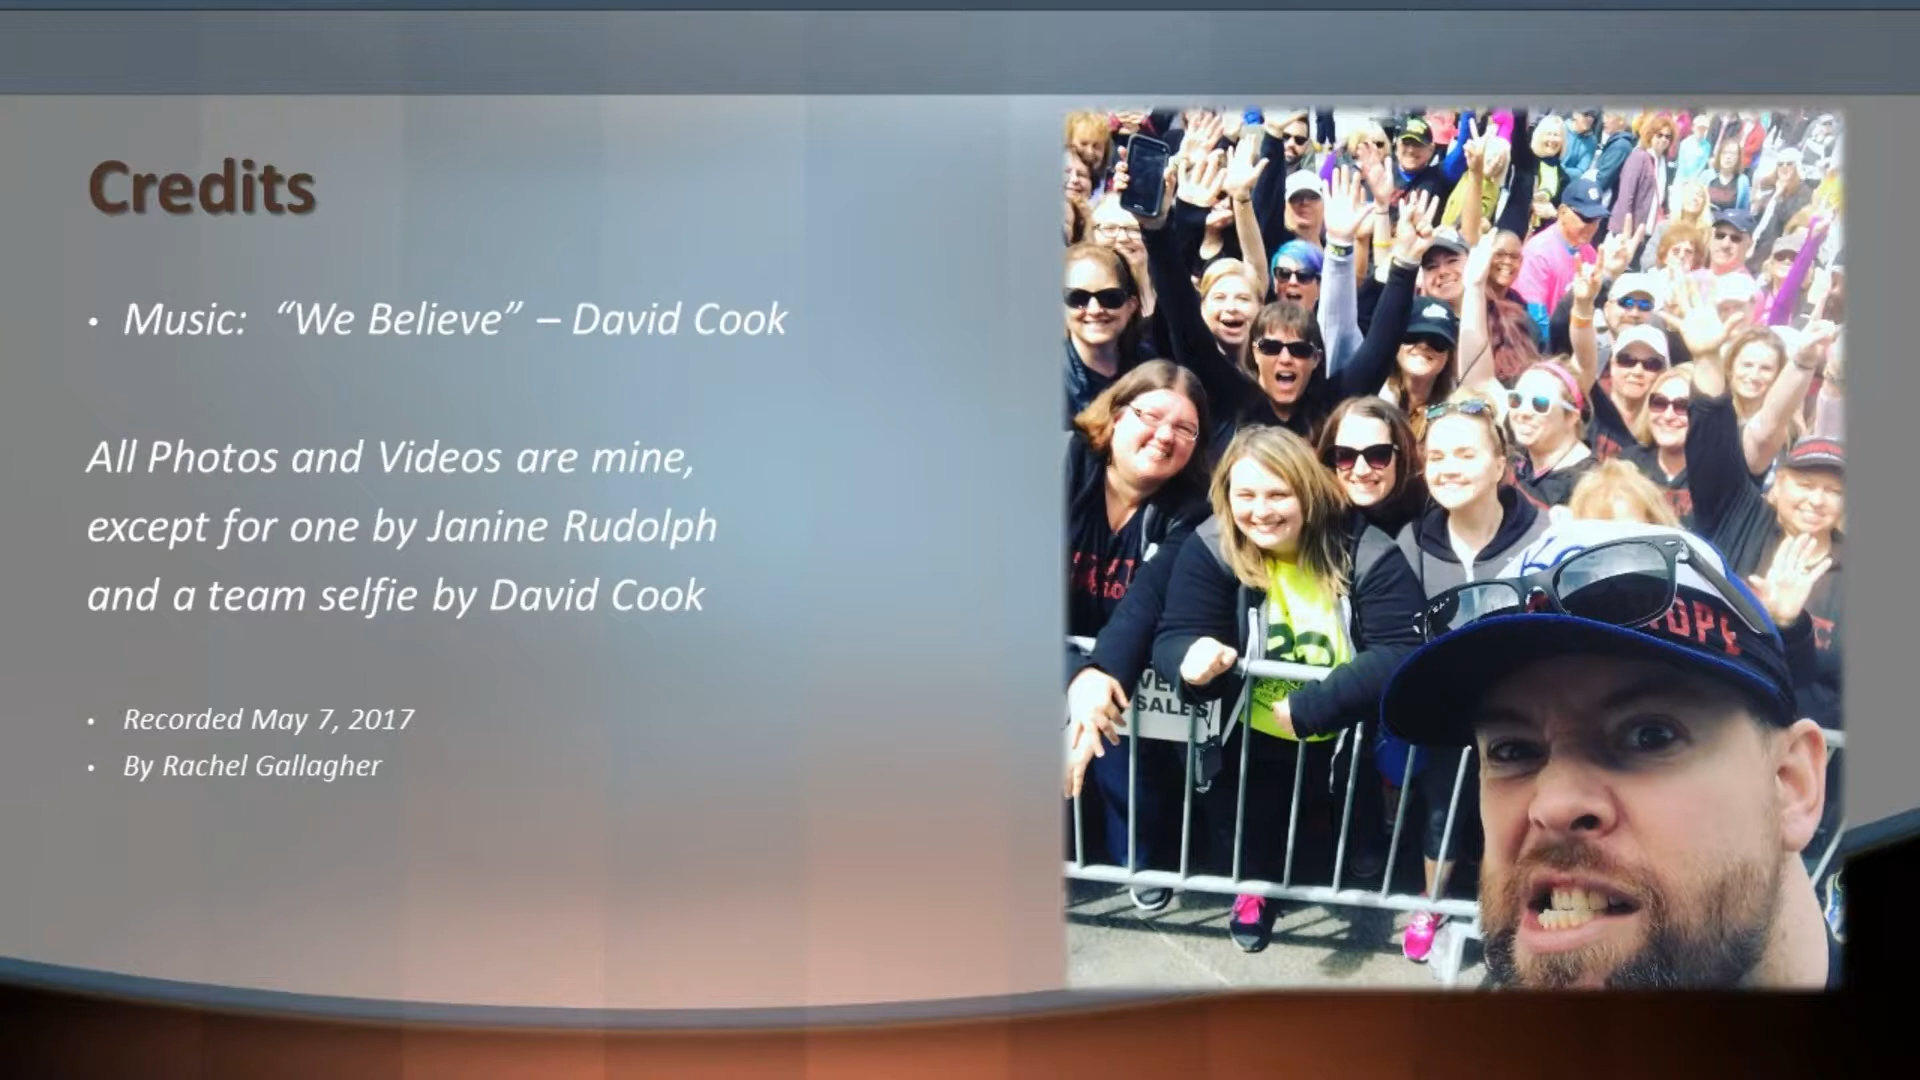 Credits
• Music: “We Believe” – David Cook
All Photos and Videos are mine,
except for one by Janine Rudolph
and a team selfie by David Cook
• Recorded May 7, 2017
• By Rachel Gallagher
SALES